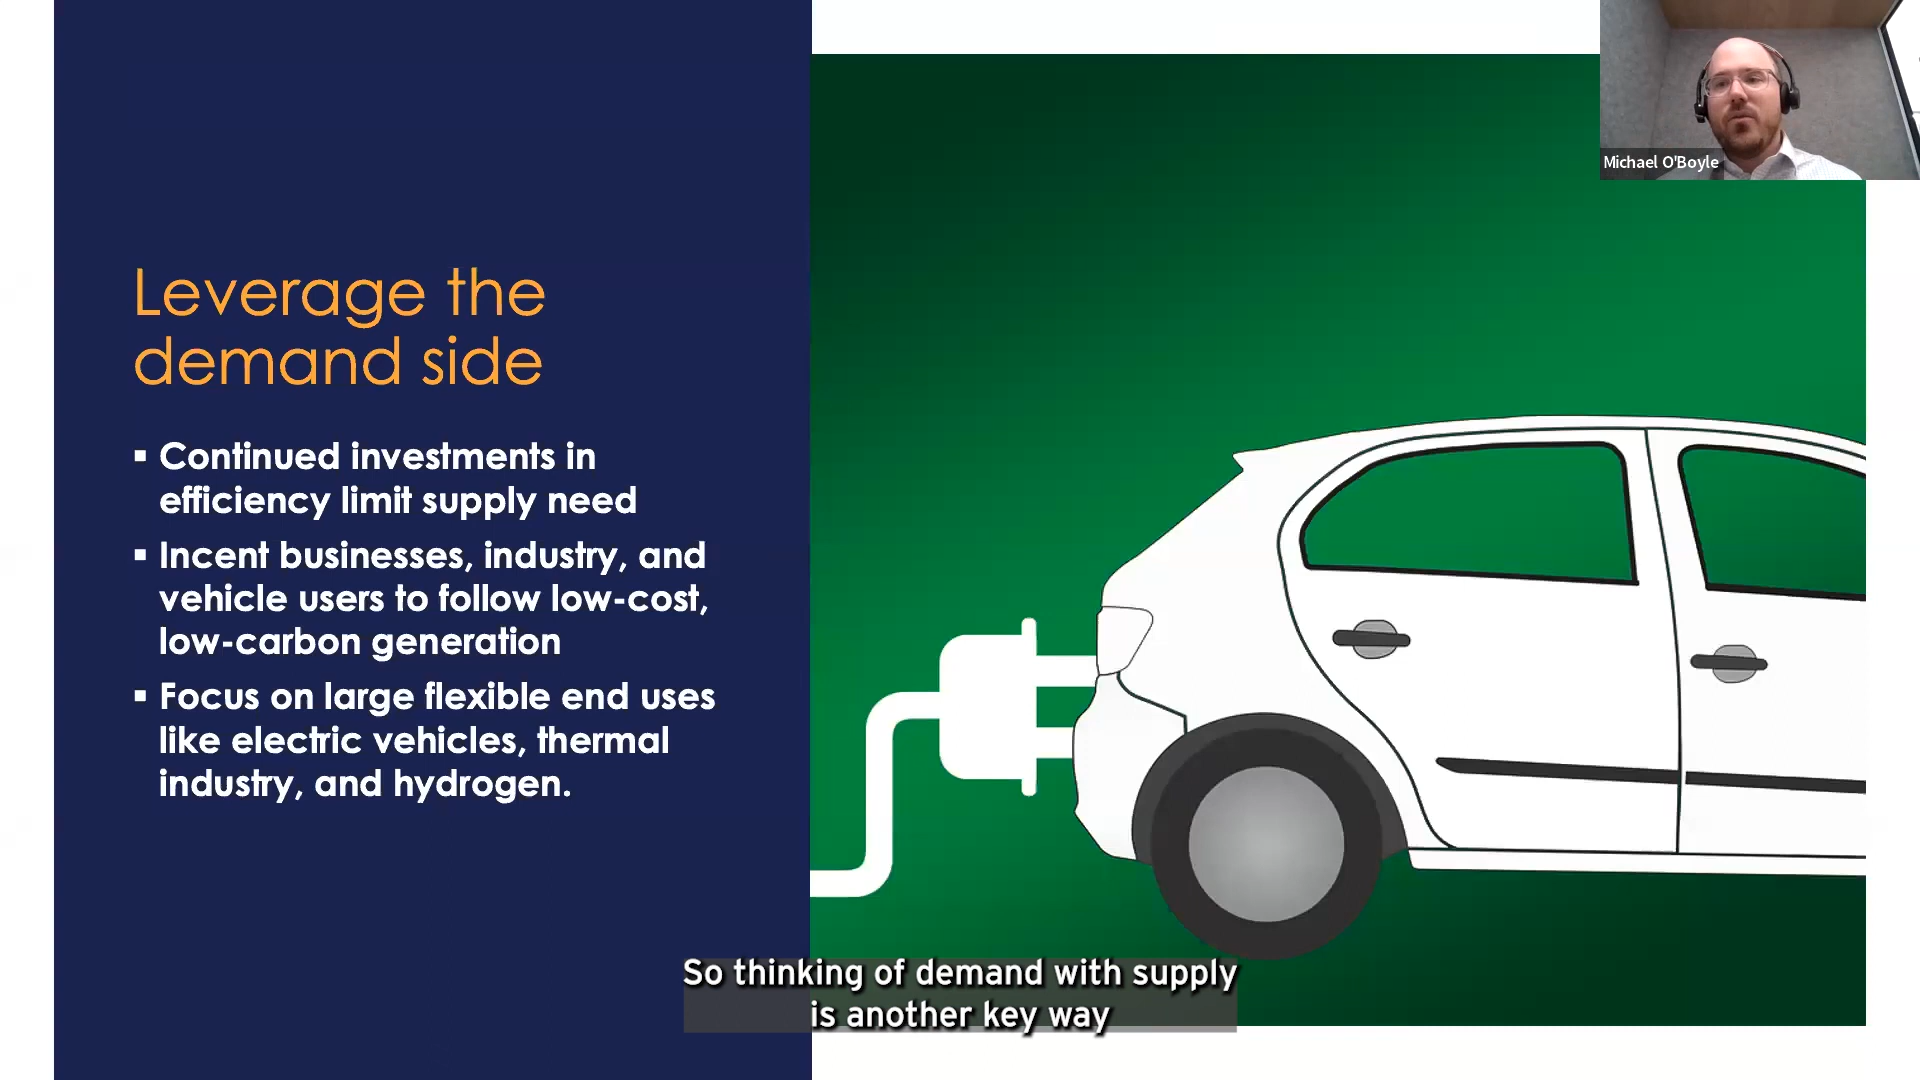 Michael O'Boyle
Leverage the
demand side
▪ Continued investments in
efficiency limit supply need
▪ Incent businesses, industry, and
vehicle users to follow low-cost,
low-carbon generation
▪ Focus on large flexible end uses
like electric vehicles, thermal
industry, and hydrogen.
So thinking of demand with supply
is another key way